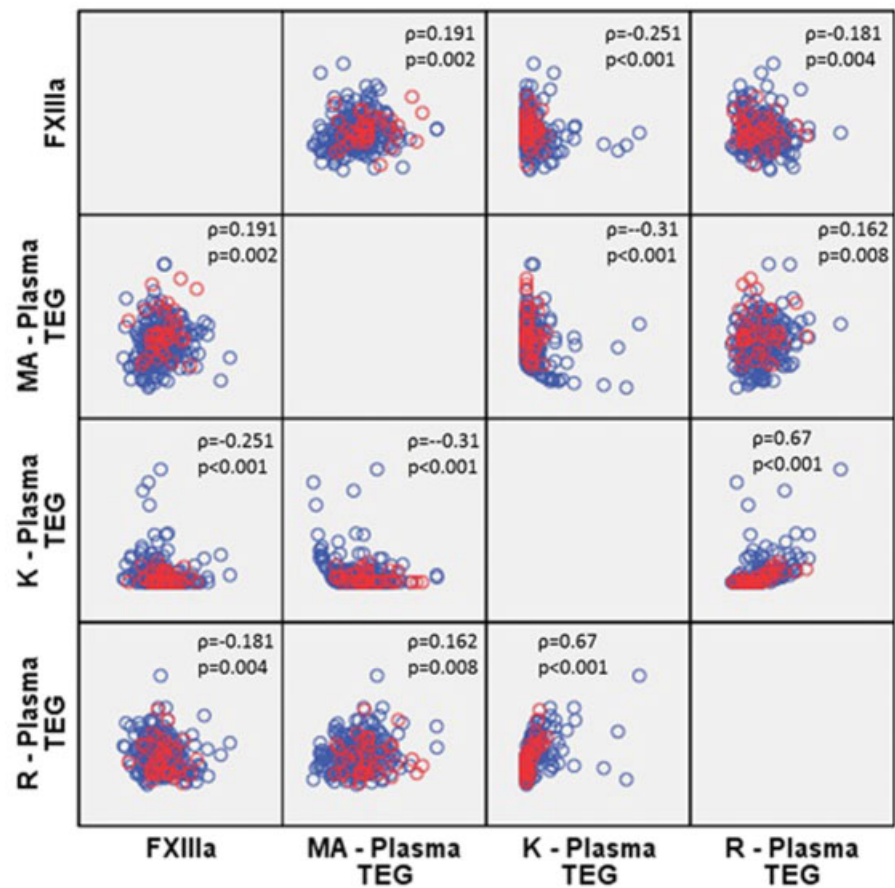 FXIIIa
ρ=0.191
p=0.002
ρ=-0.251
p<0.001
ρ=-0.181
p=0.004
MA - Plasma
TEG
ρ=0.191
p=0.002
ρ=--0.31
p<0.001
ρ=0.162
p=0.008
K - Plasma
TEG
ρ=-0.251
p<0.001
ρ=--0.31
p<0.001
ρ=0.67
p<0.001
R - Plasma
TEG
ρ=-0.181
p=0.004
ρ=0.162
p=0.008
ρ=0.67
p<0.001
FXIIIa
MA - Plasma
TEG
K - Plasma
TEG
R - Plasma
TEG